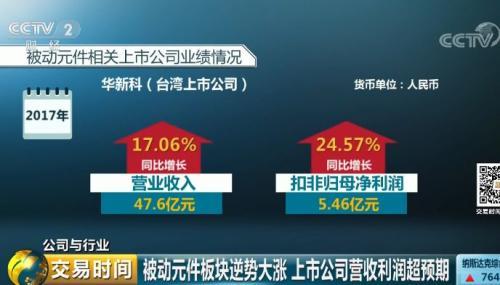 CCTV 2
财经
CCTV
被动元件相关上市公司业绩情况
华新科（台湾上市公司）
货币单位：人民币
2017年
17.06%
同比增长
营业收入
47.6亿元
24.57%
同比增长
扣非归母净利润
5.46亿元
公司与行业
交易时间
被动元件板块逆势大涨 上市公司营收利润超预期
纳斯达克综
▲ 764